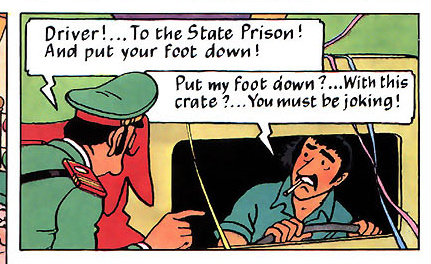 Driver!...To the State Prison!
And put your foot down!
Put my foot down?...With this
crate?...You must be joking!